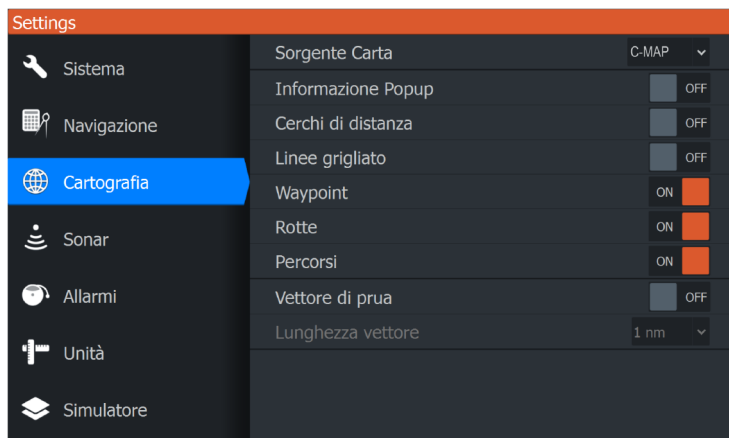 Settings
Sistema
Navigazione
Cartografia
Sonar
Allarmi
Unità
Simulatore
Sorgente Carta C-MAP
Informazione Popup OFF
Cerchi di distanza OFF
Linee grigliato OFF
Waypoint ON
Rotte ON
Percorsi ON
Vettore di prua OFF
Lunghezza vettore 1 nm